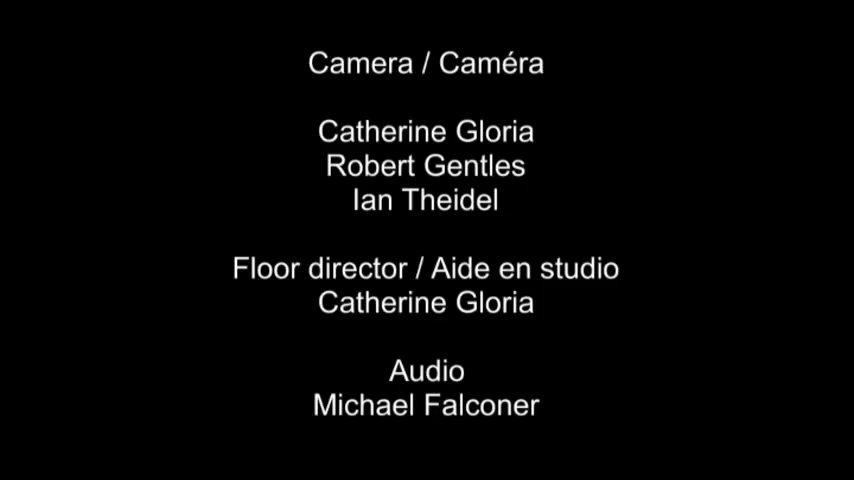 Camera / Caméra
Catherine Gloria
Robert Gentles
Ian Theidel
Floor director / Aide en studio
Catherine Gloria
Audio
Michael Falconer